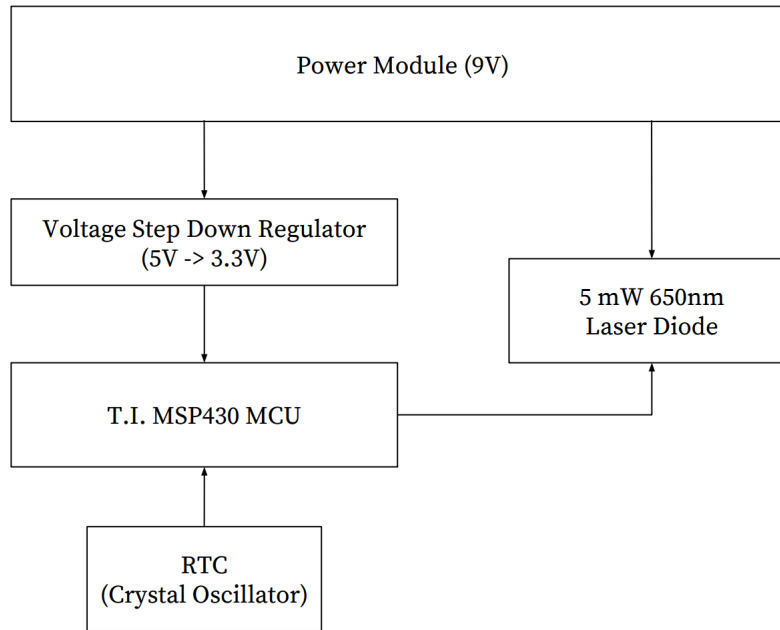 Power Module (9V)
Voltage Step Down Regulator
(5V -> 3.3V)
5 mW 650nm
Laser Diode
T.I. MSP430 MCU
RTC
(Crystal Oscillator)